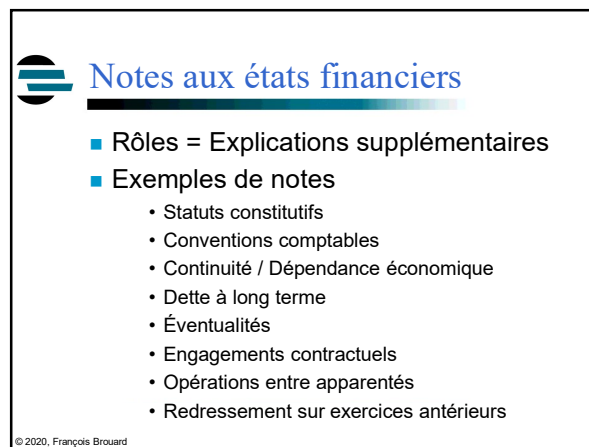 Notes aux états financiers
Rôles = Explications supplémentaires
Exemples de notes
• Statuts constitutifs
• Conventions comptables
• Continuité / Dépendance économique
• Dette à long terme
• Éventualités
• Engagements contractuels
• Opérations entre apparentés
• Redressement sur exercices antérieurs
© 2020, François Brouard